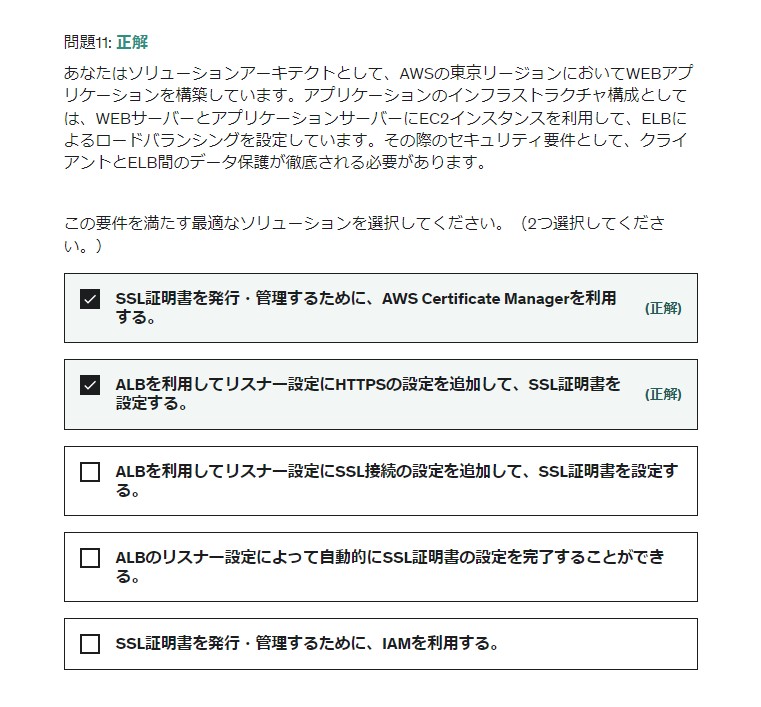 問題11: 正解
あなたはソリューションアーキテクトとして、AWSの東京リージョンにおいてWEBアプ
リケーションを構築しています。アプリケーションのインフラストラクチャ構成として
は、WEBサーバーとアプリケーションサーバーにEC2インスタンスを利用して、ELBに
よるロードバランシングを設定しています。その際のセキュリティ要件として、クライ
アントとELB間のデータ保護が徹底される必要があります。
この要件を満たす最適なソリューションを選択してください。（2つ選択してくださ
い。）
SSL証明書を発行・管理するために、AWS Certificate Managerを利用
する。
(正解)
ALBを利用してリスナー設定にHTTPSの設定を追加して、SSL証明書を
設定する。
(正解)
ALBを利用してリスナー設定にSSL接続の設定を追加して、SSL証明書を設定す
る。
ALBのリスナー設定によって自動的にSSL証明書の設定を完了することができ
る。
SSL証明書を発行・管理するために、IAMを利用する。